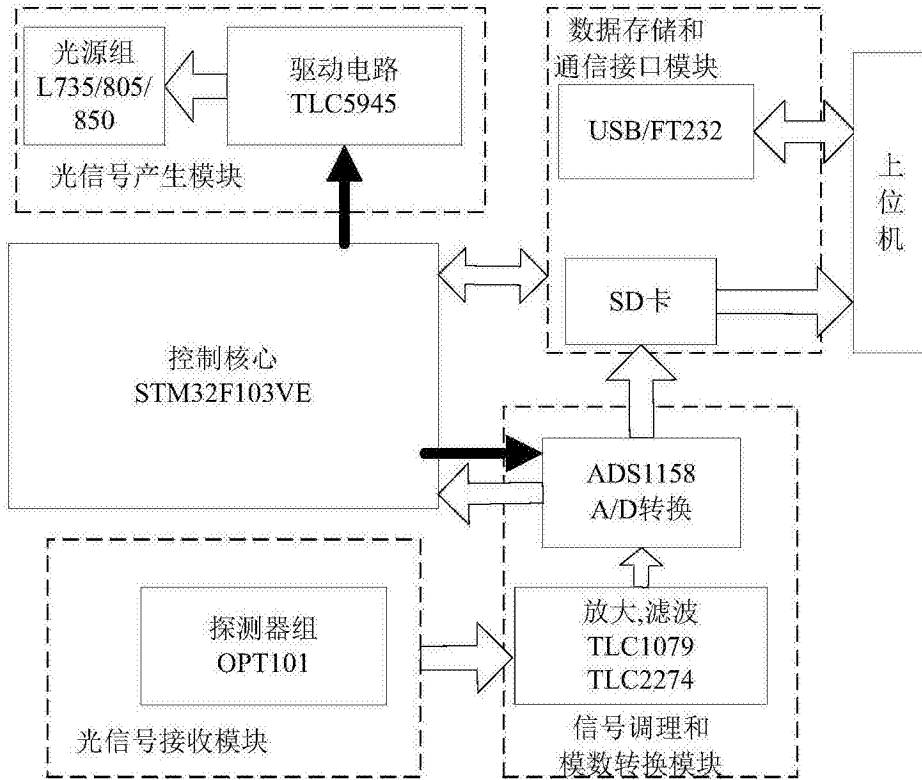 光源组
L735/805/
850
驱动电路
TLC5945
光信号产生模块
数据存储和
通信接口模块
USB/FT232
SD卡
上
位
机
控制核心
STM32F103VE
ADS1158
A/D转换
放大,滤波
TLC1079
TLC2274
信号调理和
模数转换模块
探测器组
OPT101
光信号接收模块